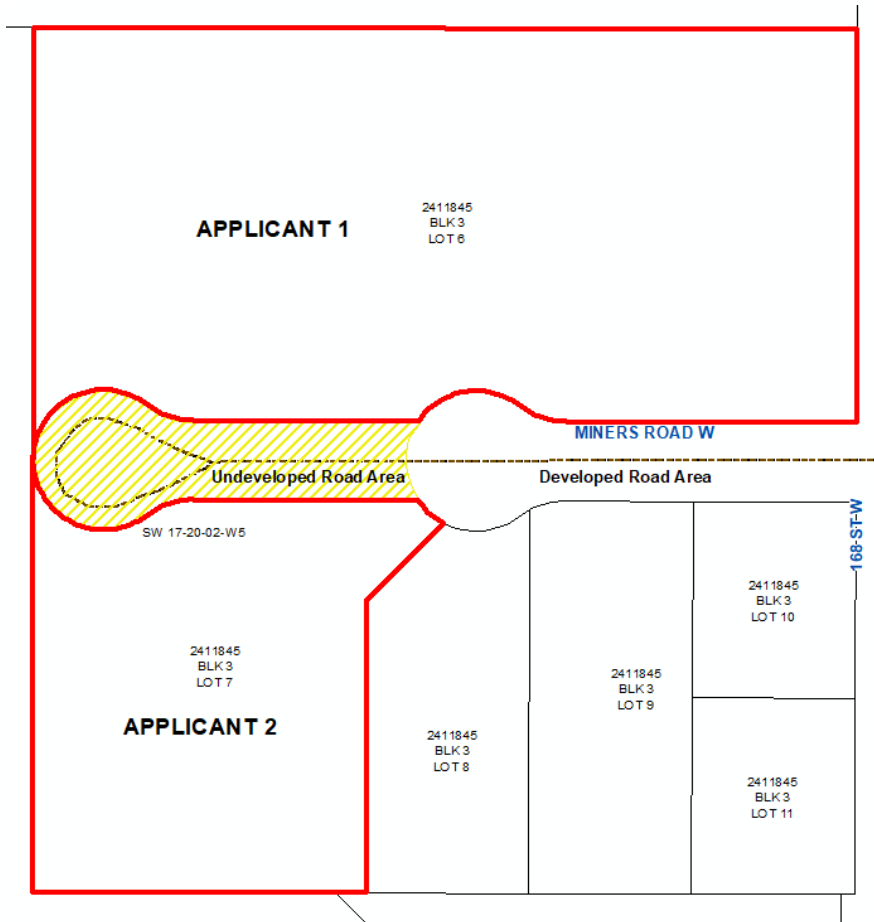 APPLICANT 1
2411845
BLK 3
LOT 6
MINERS ROAD W
Undeveloped Road Area
Developed Road Area
SW 17-20-02-W5
168-ST-W
2411845
BLK 3
LOT 10
2411845
BLK 3
LOT 7
2411845
BLK 3
LOT 9
APPLICANT 2
2411845
BLK 3
LOT 8
2411845
BLK 3
LOT 11